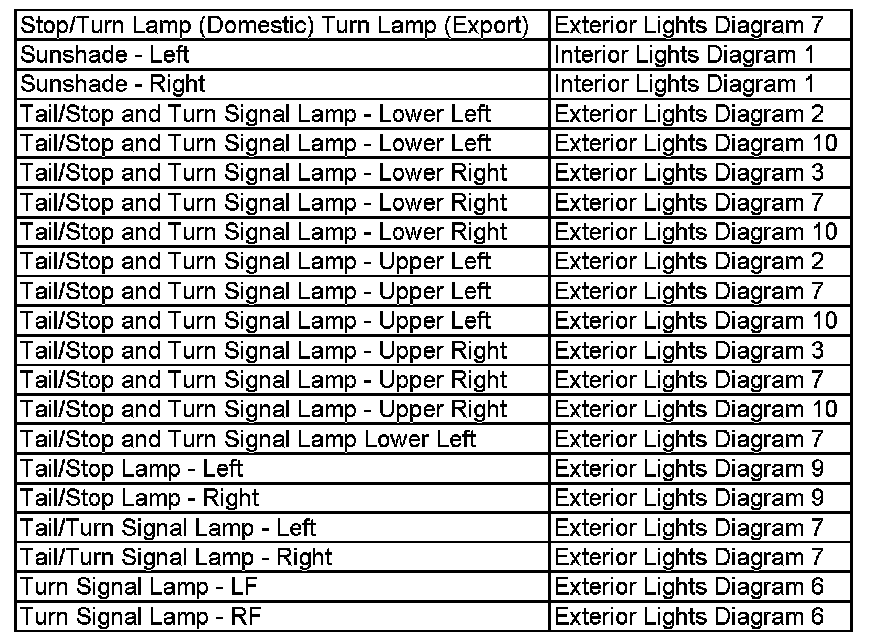 Stop/Turn Lamp (Domestic) Turn Lamp (Export) Exterior Lights Diagram 7
Sunshade - Left Interior Lights Diagram 1
Sunshade - Right Interior Lights Diagram 1
Tail/Stop and Turn Signal Lamp - Lower Left Exterior Lights Diagram 2
Tail/Stop and Turn Signal Lamp - Lower Left Exterior Lights Diagram 10
Tail/Stop and Turn Signal Lamp - Lower Right Exterior Lights Diagram 3
Tail/Stop and Turn Signal Lamp - Lower Right Exterior Lights Diagram 7
Tail/Stop and Turn Signal Lamp - Lower Right Exterior Lights Diagram 10
Tail/Stop and Turn Signal Lamp - Upper Left Exterior Lights Diagram 2
Tail/Stop and Turn Signal Lamp - Upper Left Exterior Lights Diagram 7
Tail/Stop and Turn Signal Lamp - Upper Left Exterior Lights Diagram 10
Tail/Stop and Turn Signal Lamp - Upper Right Exterior Lights Diagram 3
Tail/Stop and Turn Signal Lamp - Upper Right Exterior Lights Diagram 7
Tail/Stop and Turn Signal Lamp - Upper Right Exterior Lights Diagram 10
Tail/Stop and Turn Signal Lamp Lower Left Exterior Lights Diagram 7
Tail/Stop Lamp - Left Exterior Lights Diagram 9
Tail/Stop Lamp - Right Exterior Lights Diagram 9
Tail/Turn Signal Lamp - Left Exterior Lights Diagram 7
Tail/Turn Signal Lamp - Right Exterior Lights Diagram 7
Turn Signal Lamp - LF Exterior Lights Diagram 6
Turn Signal Lamp - RF Exterior Lights Diagram 6